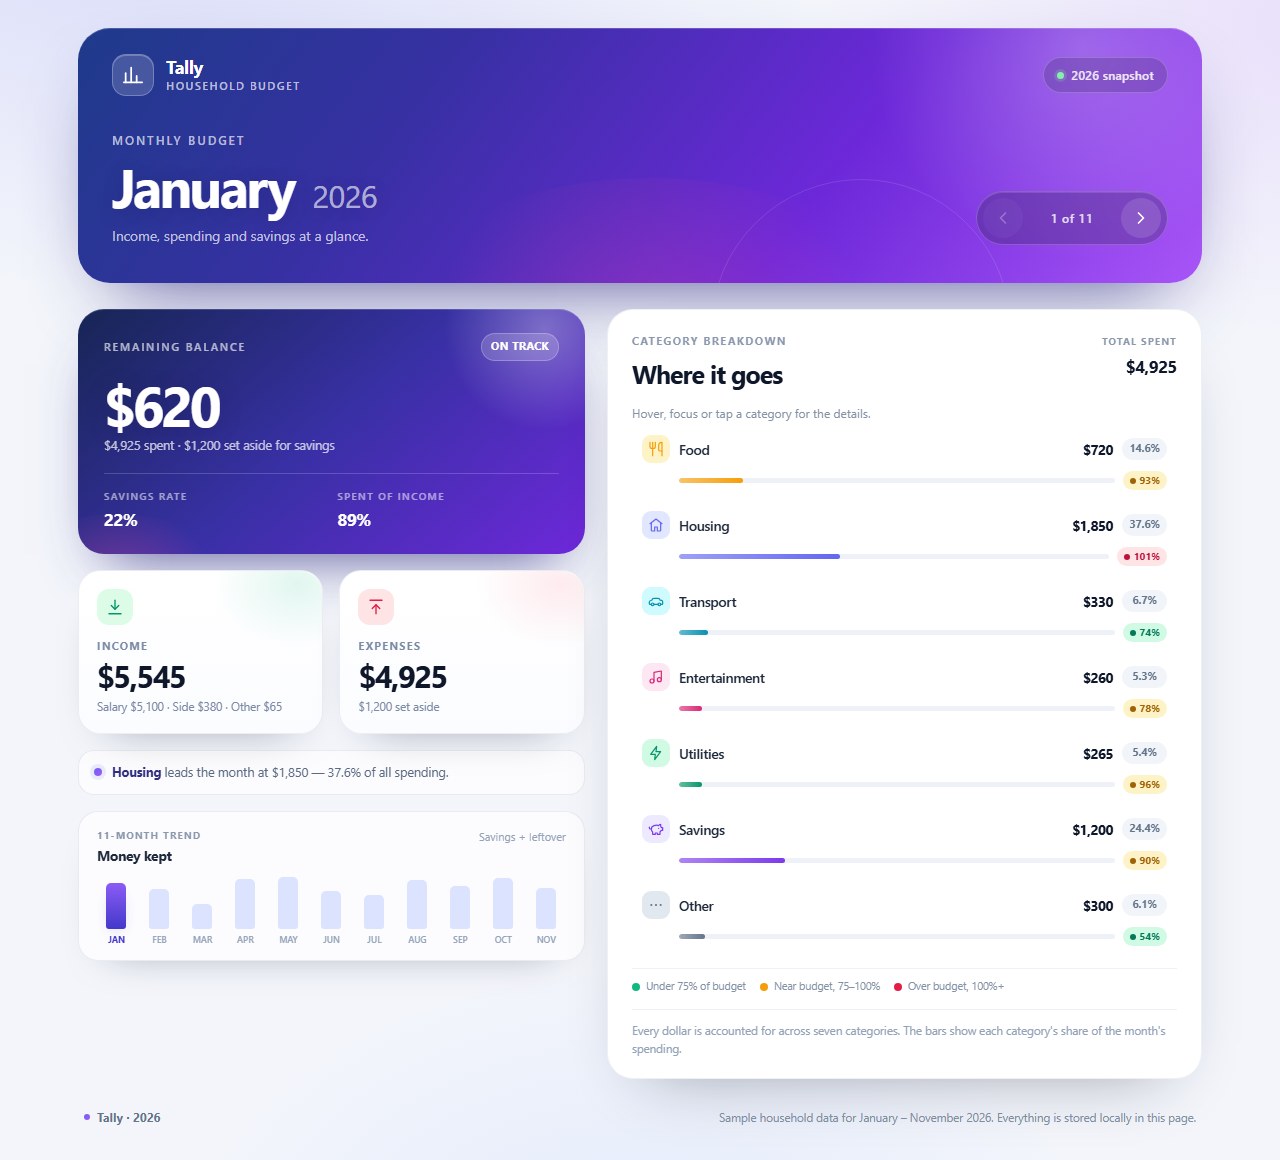 Tally
HOUSEHOLD BUDGET
2026 snapshot
MONTHLY BUDGET
January 2026
Income, spending and savings at a glance.
1 of 11
REMAINING BALANCE
ON TRACK
$620
$4,925 spent · $1,200 set aside for savings
SAVINGS RATE
22%
SPENT OF INCOME
89%
INCOME
$5,545
Salary $5,100 · Side $380 · Other $65
EXPENSES
$4,925
$1,200 set aside
Housing leads the month at $1,850 — 37.6% of all spending.
11-MONTH TREND
Money kept
Savings + leftover
JAN FEB MAR APR MAY JUN JUL AUG SEP OCT NOV
CATEGORY BREAKDOWN
Where it goes
TOTAL SPENT
$4,925
Hover, focus or tap a category for the details.
Food $720 14.6%
93%
Housing $1,850 37.6%
101%
Transport $330 6.7%
74%
Entertainment $260 5.3%
78%
Utilities $265 5.4%
96%
Savings $1,200 24.4%
90%
Other $300 6.1%
54%
Under 75% of budget Near budget, 75–100% Over budget, 100%+
Every dollar is accounted for across seven categories. The bars show each category's share of the month's
spending.
Tally · 2026
Sample household data for January – November 2026. Everything is stored locally in this page.